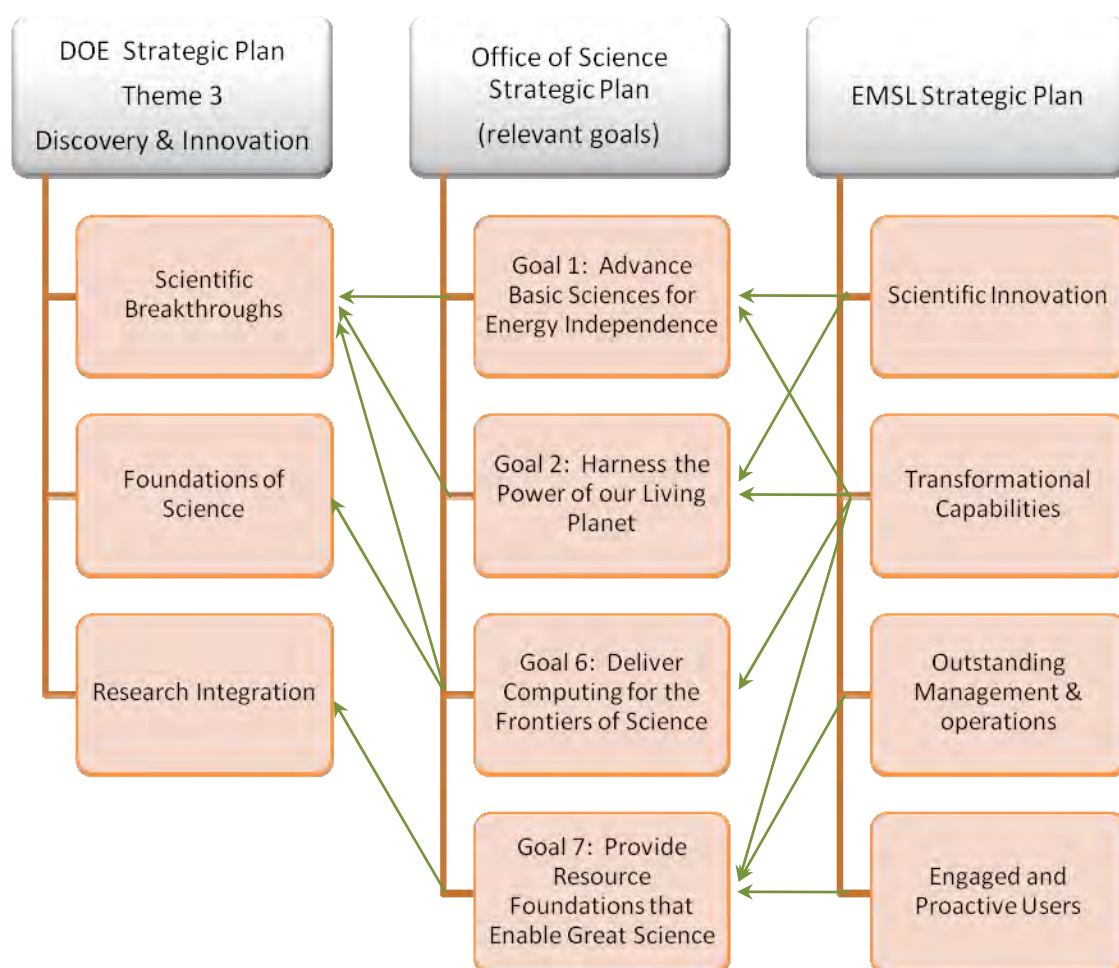 DOE Strategic Plan
Theme 3
Discovery & Innovation
Scientific
Breakthroughs
Foundations of
Science
Research Integration
Office of Science
Strategic Plan
(relevant goals)
Goal 1: Advance
Basic Sciences for
Energy Independence
Goal 2: Harness the
Power of our Living
Planet
Goal 6: Deliver
Computing for the
Frontiers of Science
Goal 7: Provide
Resource
Foundations that
Enable Great Science
EMSL Strategic Plan
Scientific Innovation
Transformational
Capabilities
Outstanding
Management &
operations
Engaged and
Proactive Users